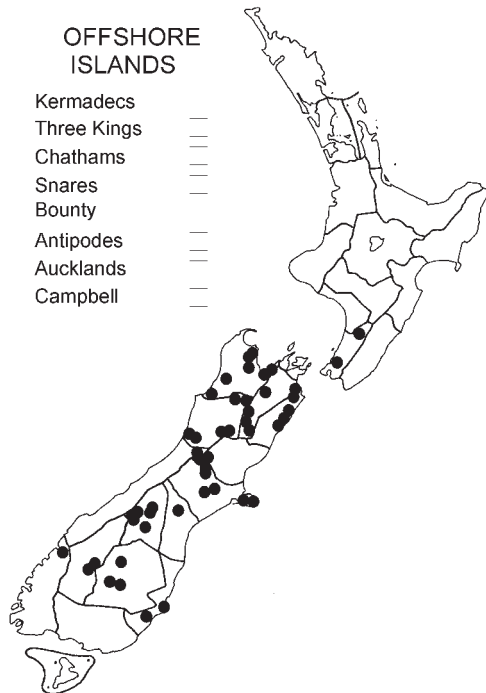 OFFSHORE
ISLANDS
Kermadecs
Three Kings
Chathams
Snares
Bounty
Antipodes
Aucklands
Campbell